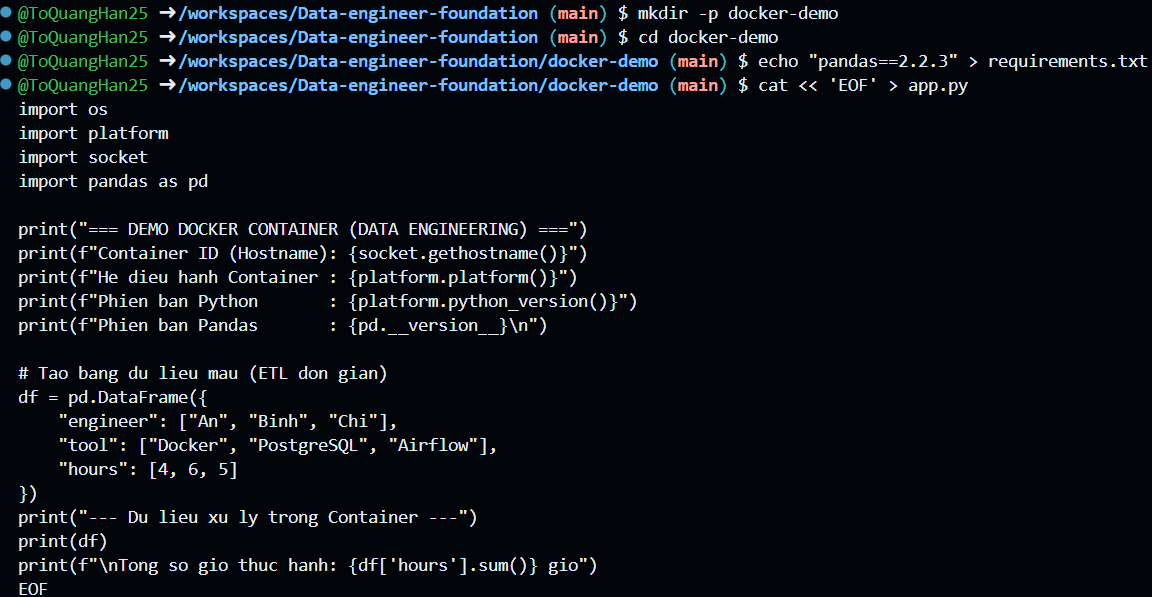 @ToQuangHan25 ➜/workspaces/Data-engineer-foundation (main) $ mkdir -p docker-demo
@ToQuangHan25 ➜/workspaces/Data-engineer-foundation (main) $ cd docker-demo
@ToQuangHan25 ➜/workspaces/Data-engineer-foundation/docker-demo (main) $ echo "pandas==2.2.3" > requirements.txt
@ToQuangHan25 ➜/workspaces/Data-engineer-foundation/docker-demo (main) $ cat << 'EOF' > app.py
import os
import platform
import socket
import pandas as pd

print("=== DEMO DOCKER CONTAINER (DATA ENGINEERING) ===")
print(f"Container ID (Hostname): {socket.gethostname()}")
print(f"He dieu hanh Container : {platform.platform()}")
print(f"Phien ban Python       : {platform.python_version()}")
print(f"Phien ban Pandas       : {pd.__version__}\n")

# Tao bang du lieu mau (ETL don gian)
df = pd.DataFrame({
    "engineer": ["An", "Binh", "Chi"],
    "tool": ["Docker", "PostgreSQL", "Airflow"],
    "hours": [4, 6, 5]
})
print("--- Du lieu xu ly trong Container ---")
print(df)
print(f"\nTong so gio thuc hanh: {df['hours'].sum()} gio")
EOF